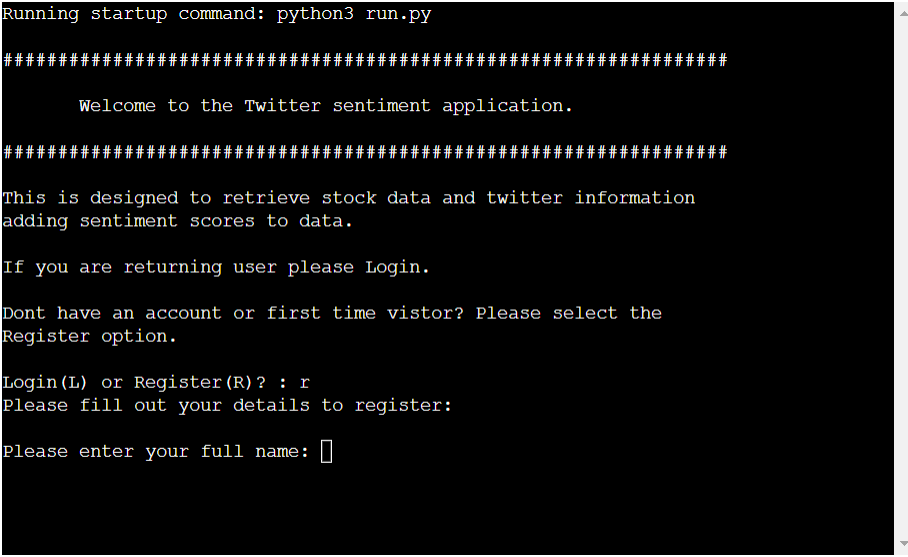 Running startup command: python3 run.py
##################################################################
Welcome to the Twitter sentiment application.
##################################################################
This is designed to retrieve stock data and twitter information
adding sentiment scores to data.
If you are returning user please Login.
Dont have an account or first time vistor? Please select the
Register option.
Login(L) or Register(R)? : r
Please fill out your details to register:
Please enter your full name: